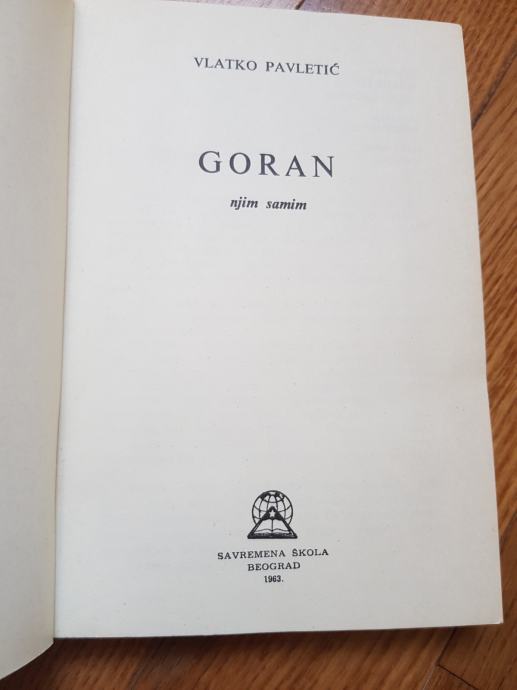 VLATKO PAVLETIĆ
GORAN
njim samim
SAVREMENA ŠKOLA
BEOGRAD
1963.